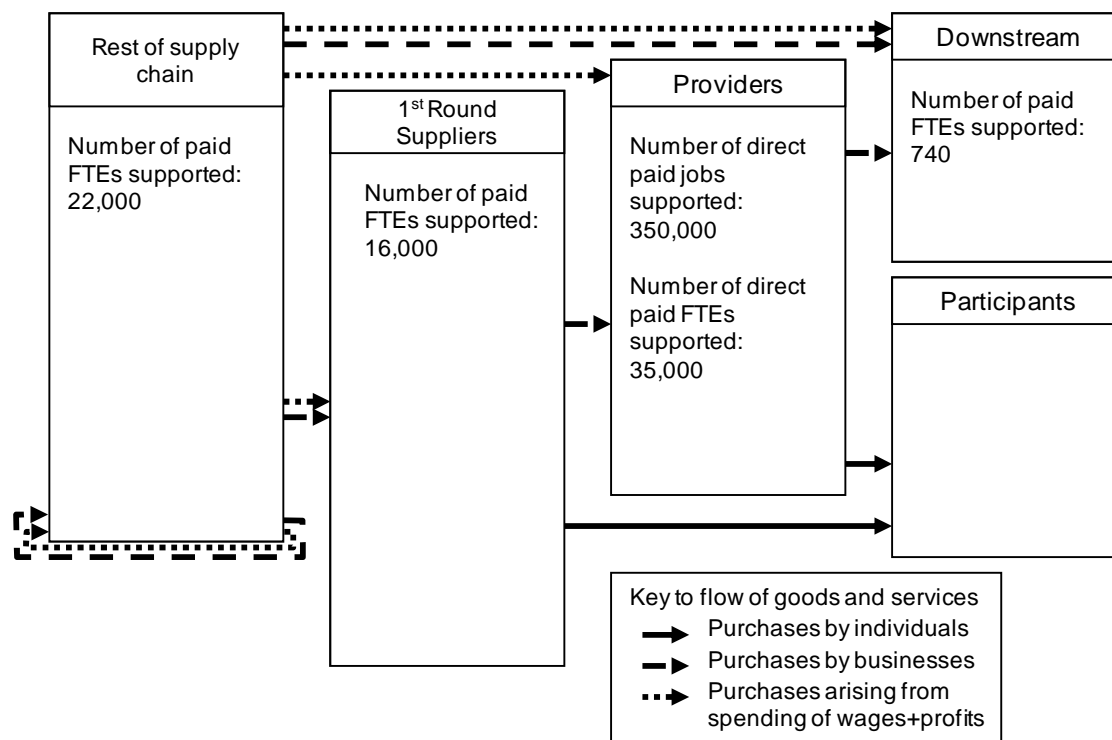 Rest of supply
chain
Number of paid
FTEs supported:
22,000
1st Round
Suppliers
Number of paid
FTEs supported:
16,000
Providers
Number of direct
paid jobs
supported:
350,000
Number of direct
paid FTEs
supported:
35,000
Downstream
Number of paid
FTEs supported:
740
Participants
Key to flow of goods and services
Purchases by individuals
Purchases by businesses
Purchases arising from
spending of wages+profits